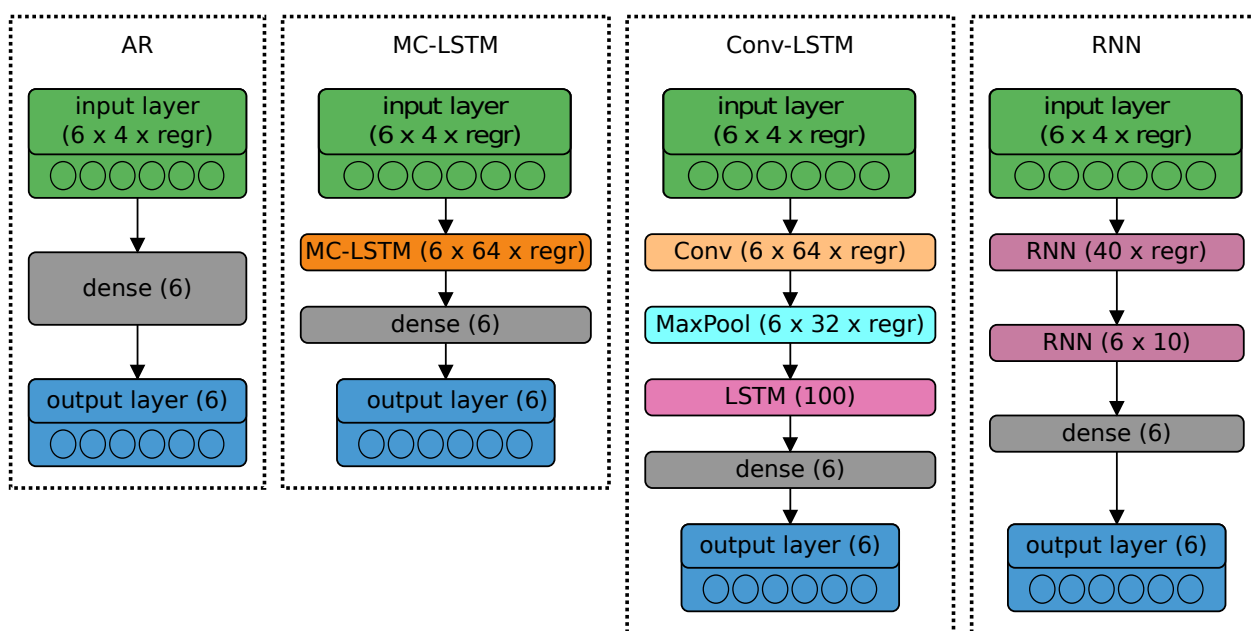 AR
input layer
(6 x 4 x regr)
dense (6)
output layer (6)
MC-LSTM
input layer
(6 x 4 x regr)
MC-LSTM (6 x 64 x regr)
dense (6)
output layer (6)
Conv-LSTM
input layer
(6 x 4 x regr)
Conv (6 x 64 x regr)
MaxPool (6 x 32 x regr)
LSTM (100)
dense (6)
output layer (6)
RNN
input layer
(6 x 4 x regr)
RNN (40 x regr)
RNN (6 x 10)
dense (6)
output layer (6)